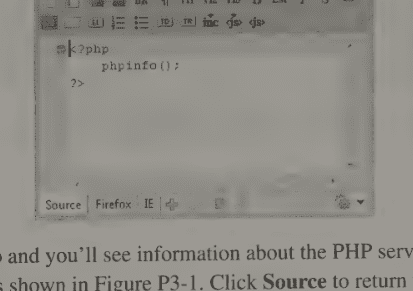 <?php
phpinfo();
?>
Source Firefox IE
and you'll see information about the PHP serv
shown in Figure P3-1. Click Source to return